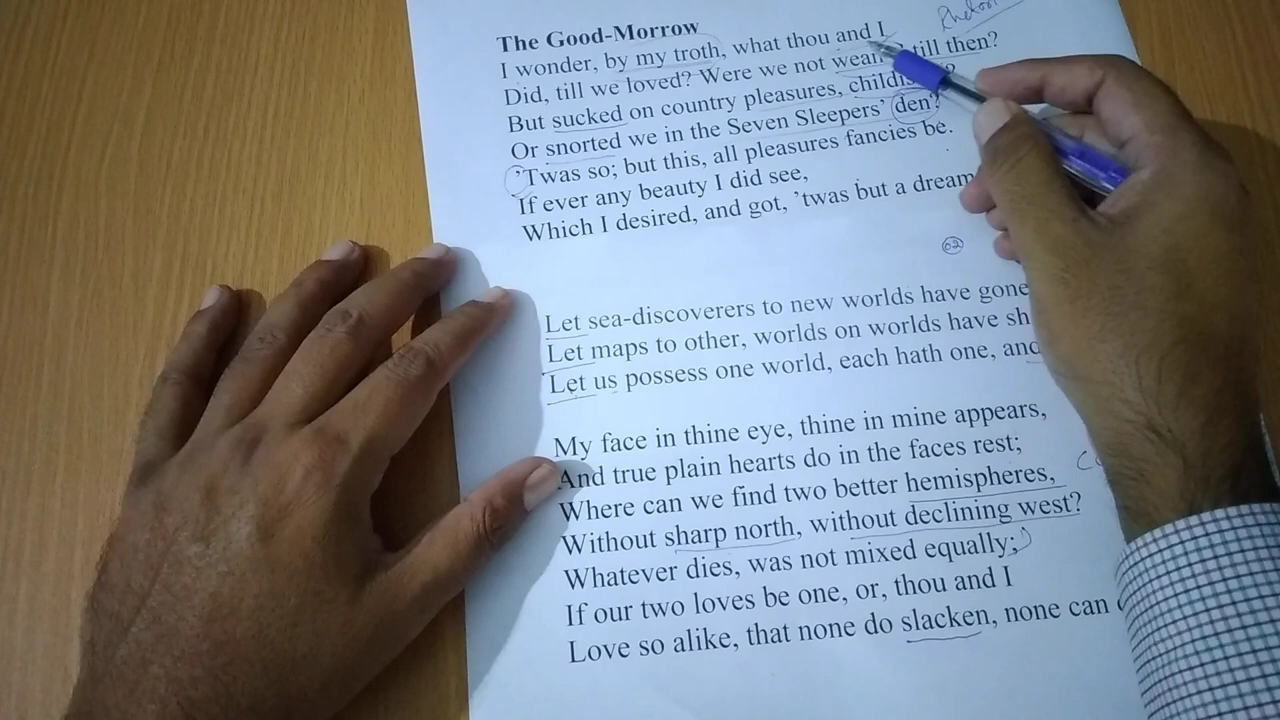 The Good-Morrow
I wonder, by my troth, what thou and I
Did, till we loved? Were we not till then?
But sucked on country pleasures,
Or snorted we in the Seven Sleepers’ den?
’Twas so; but this, all pleasures fancies be.
If ever any beauty I did see,
Which I desired, and got, ’twas but a dream
02
Let sea-discoverers to new worlds have gone
Let maps to other, worlds on worlds have sh
Let us possess one world, each hath one, and
My face in thine eye, thine in mine appears,
And true plain hearts do in the faces rest;
Where can we find two better hemispheres,
Without sharp north, without declining west?
Whatever dies, was not mixed equally;
If our two loves be one, or, thou and I
Love so alike, that none do slacken, none can